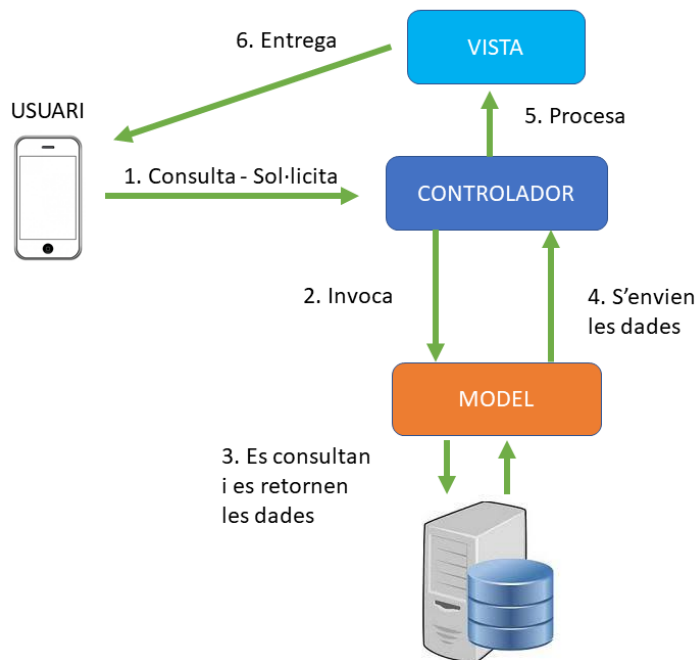 6. Entrega
VISTA
USUARI
5. Procesa
1. Consulta - Sol·licita
CONTROLADOR
2. Invoca
4. S'envien
les dades
MODEL
3. Es consultan
i es retornen
les dades